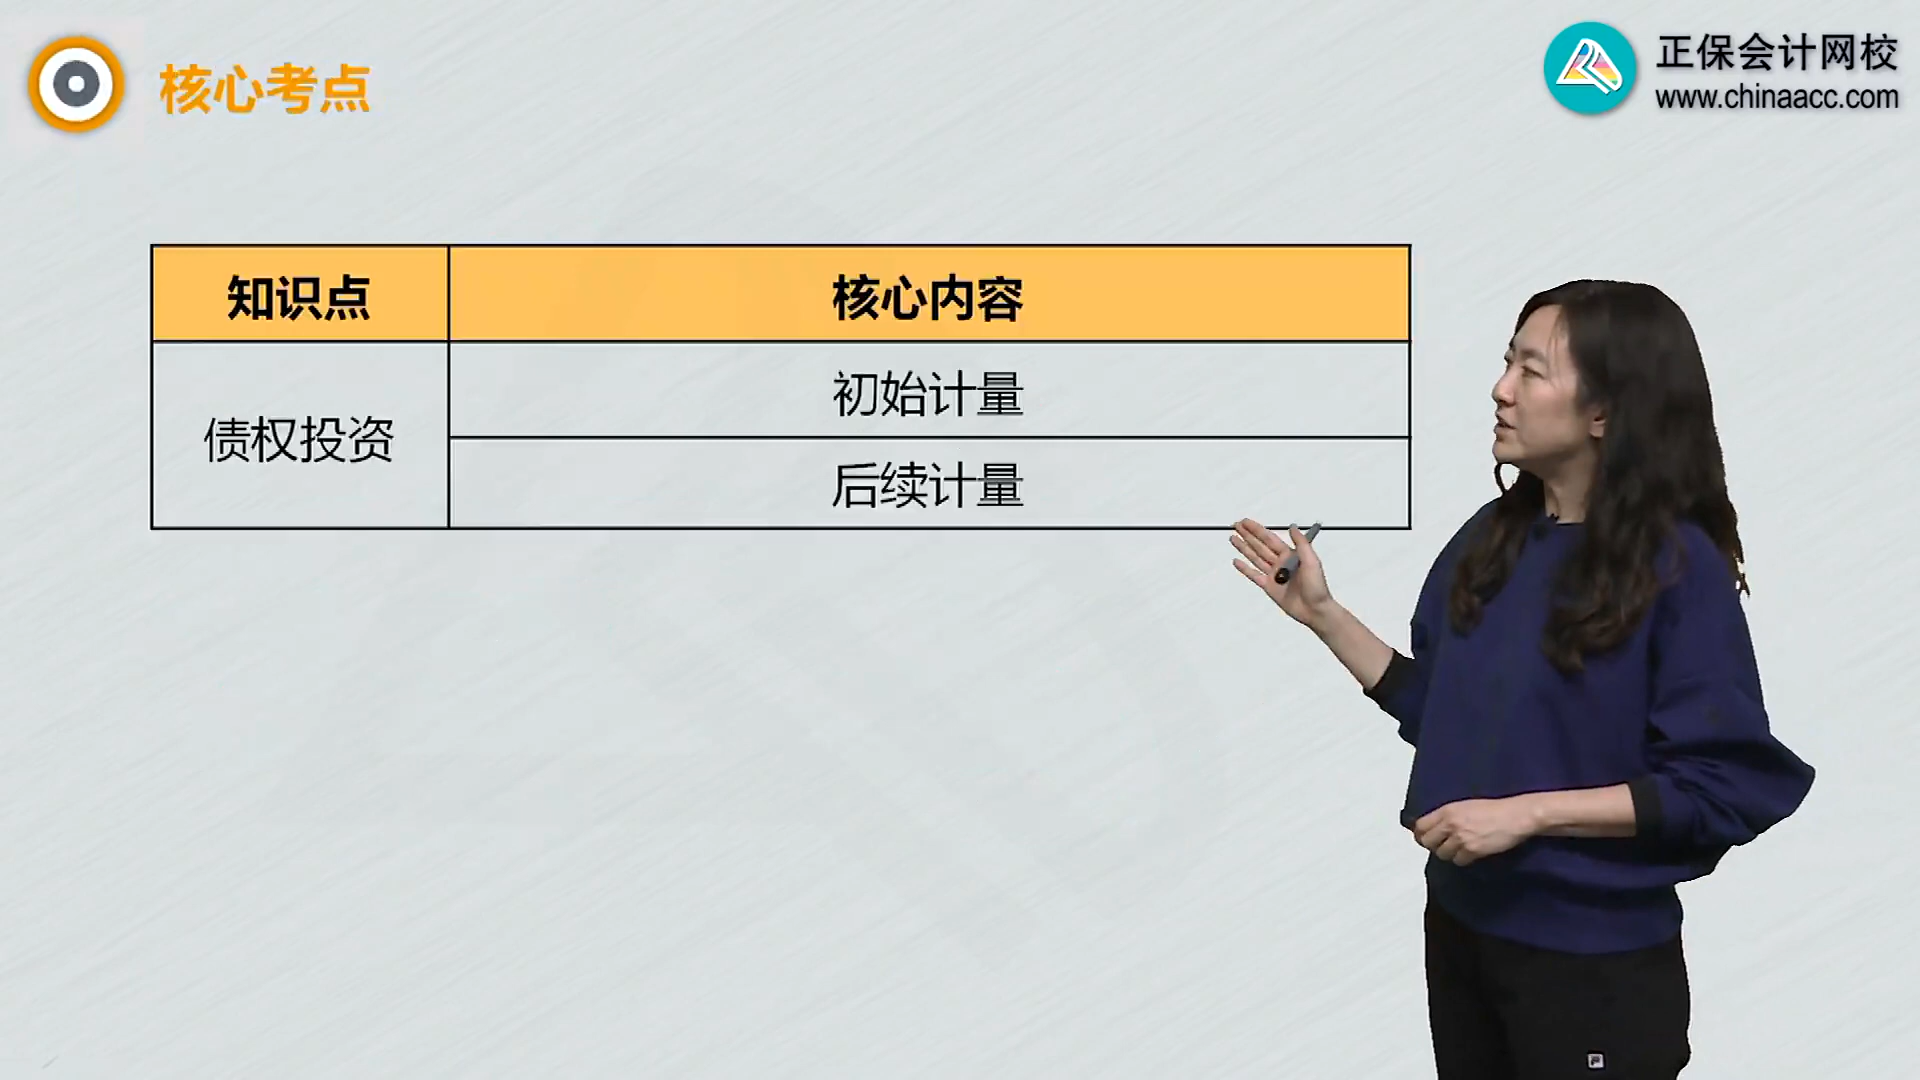 核心考点
正保会计网校
www.chinaacc.com
知识点
核心内容
债权投资
初始计量
后续计量